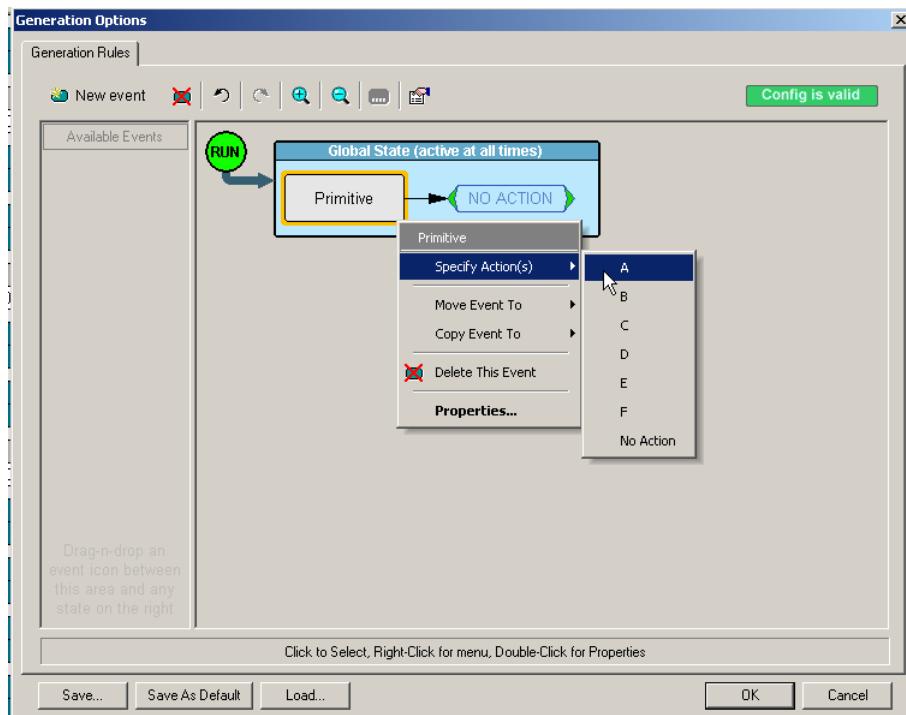 Generation Options
Generation Rules
New event
Config is valid
Available Events
RUN
Global State (active at all times)
Primitive
NO ACTION
Primitive
Specify Action(s)
A
B
Move Event To
C
Copy Event To
D
Delete This Event
E
Properties...
F
No Action
Drag-n-drop an
event icon between
this area and any
state on the right
Click to Select, Right-Click for menu, Double-Click for Properties
Save...
Save As Default
Load...
OK
Cancel